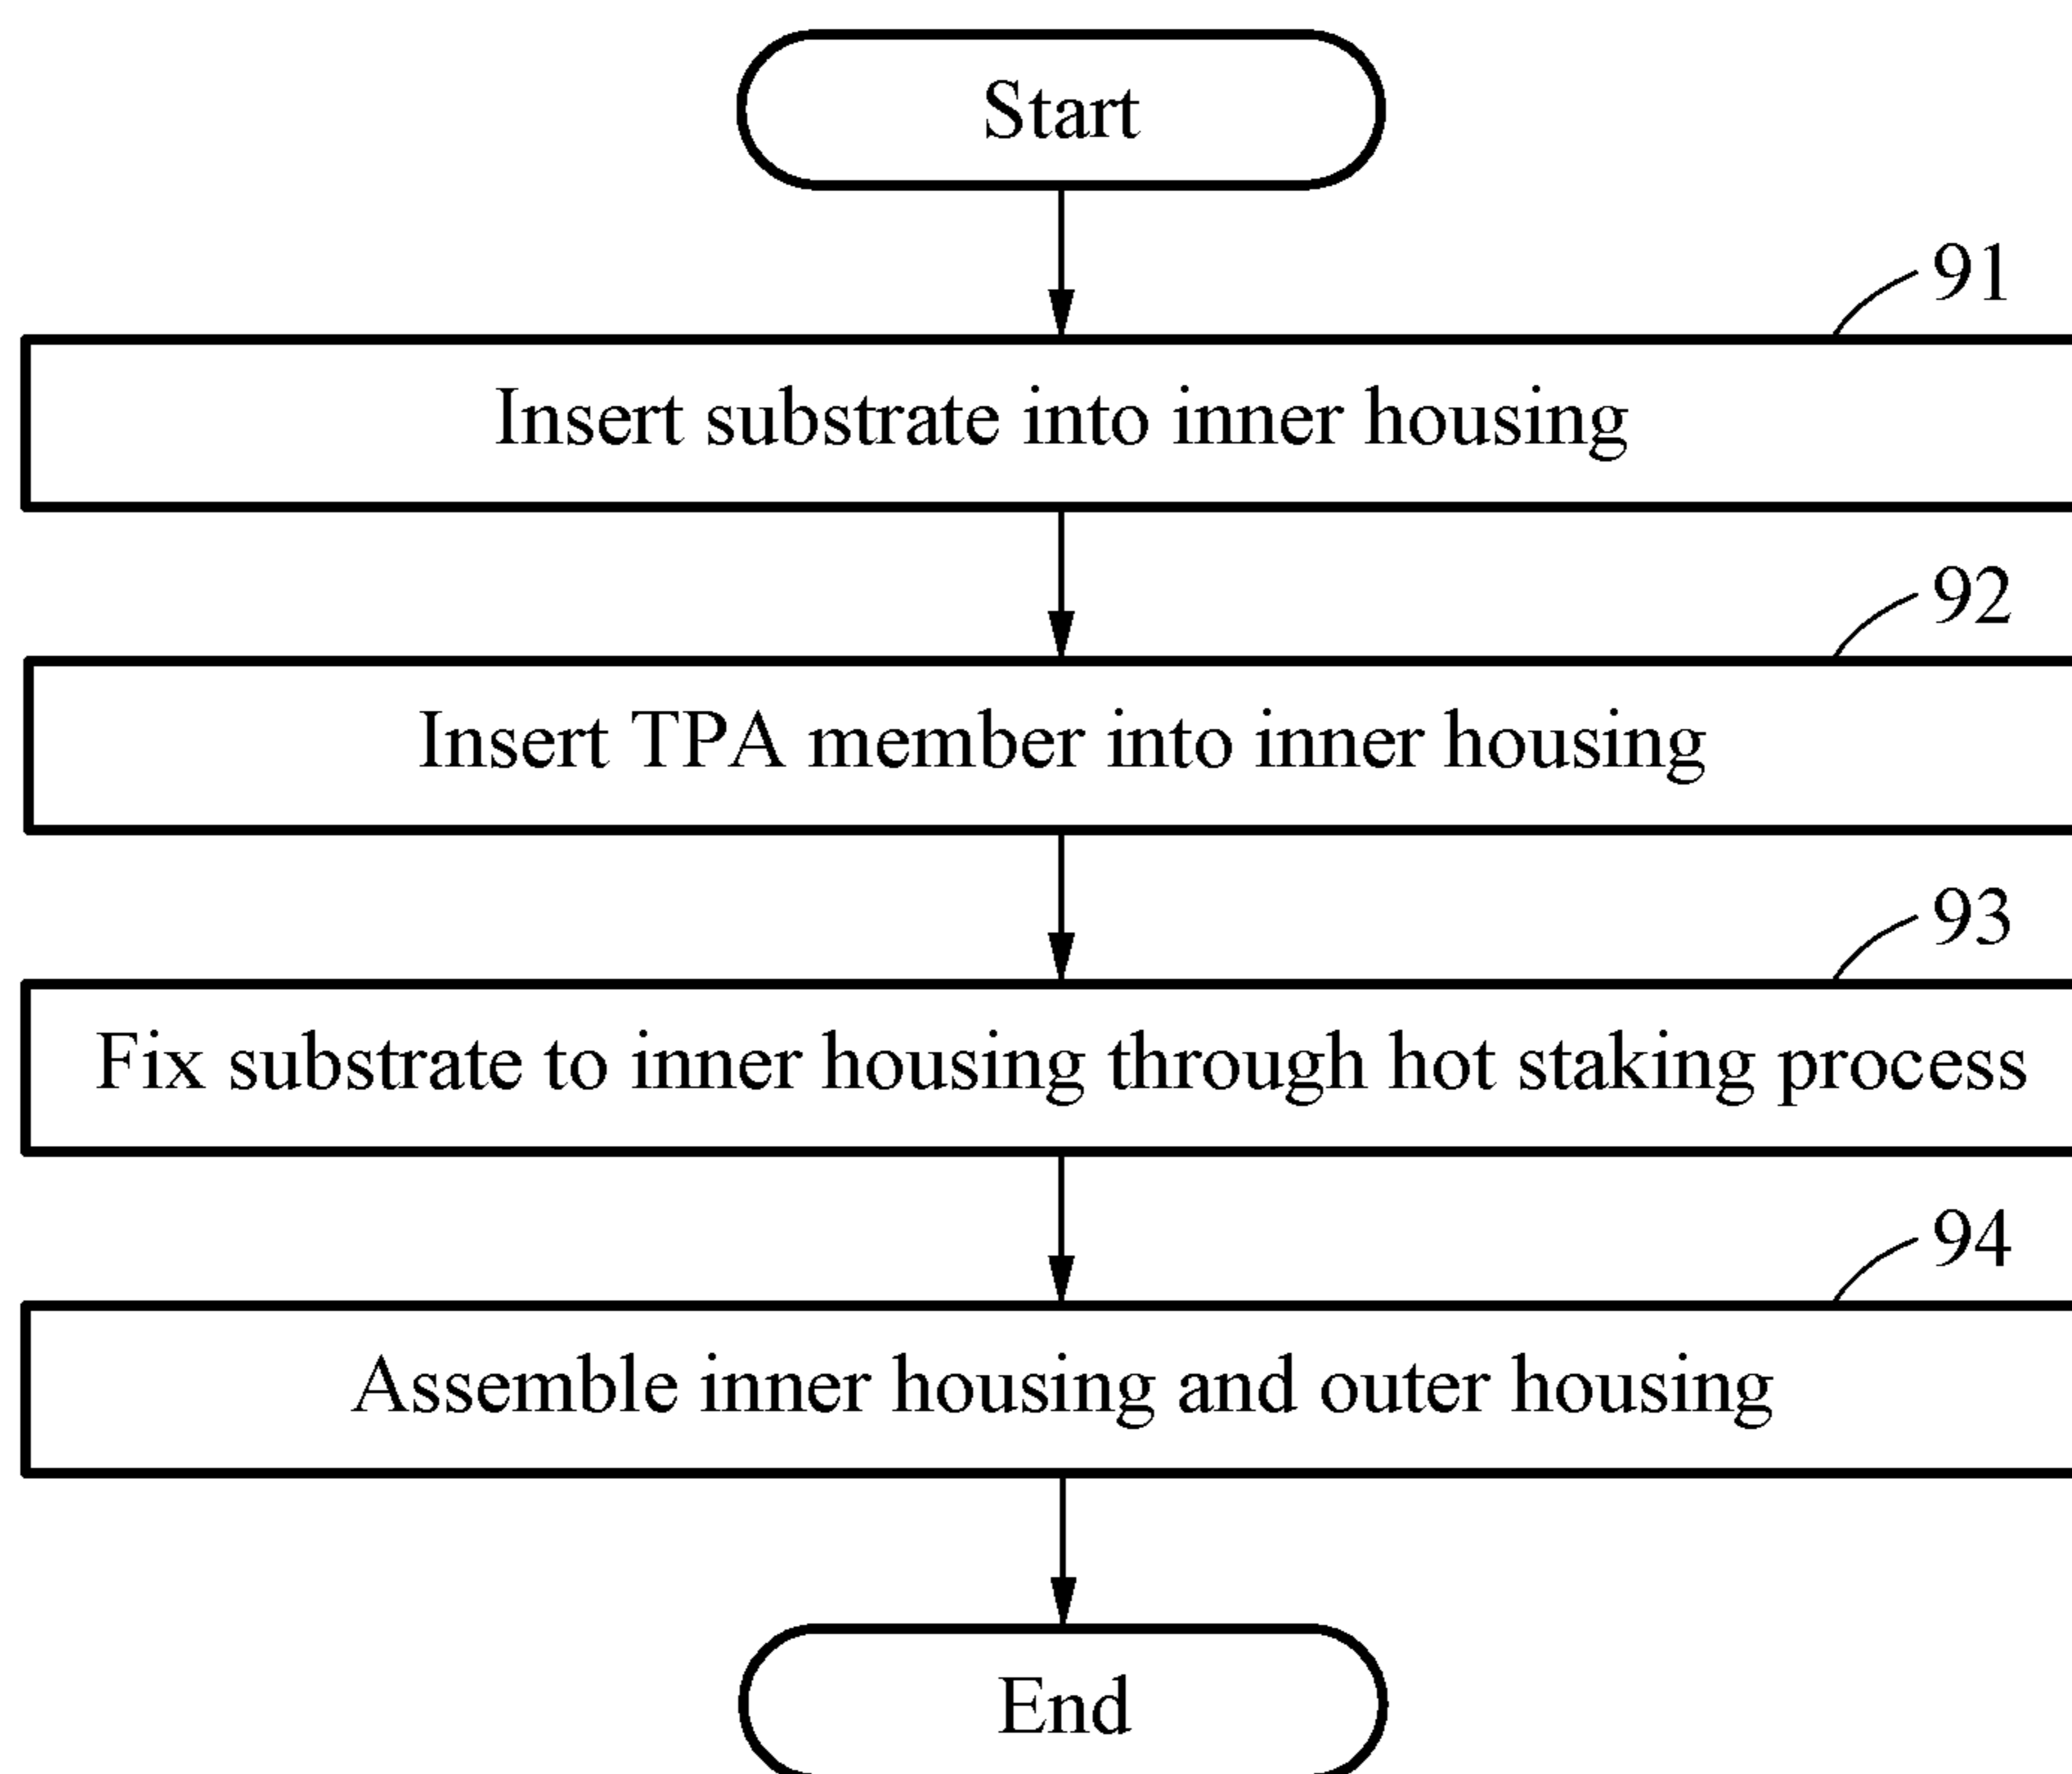 Start
91
Insert substrate into inner housing
92
Insert TPA member into inner housing
93
Fix substrate to inner housing through hot staking process
94
Assemble inner housing and outer housing
End